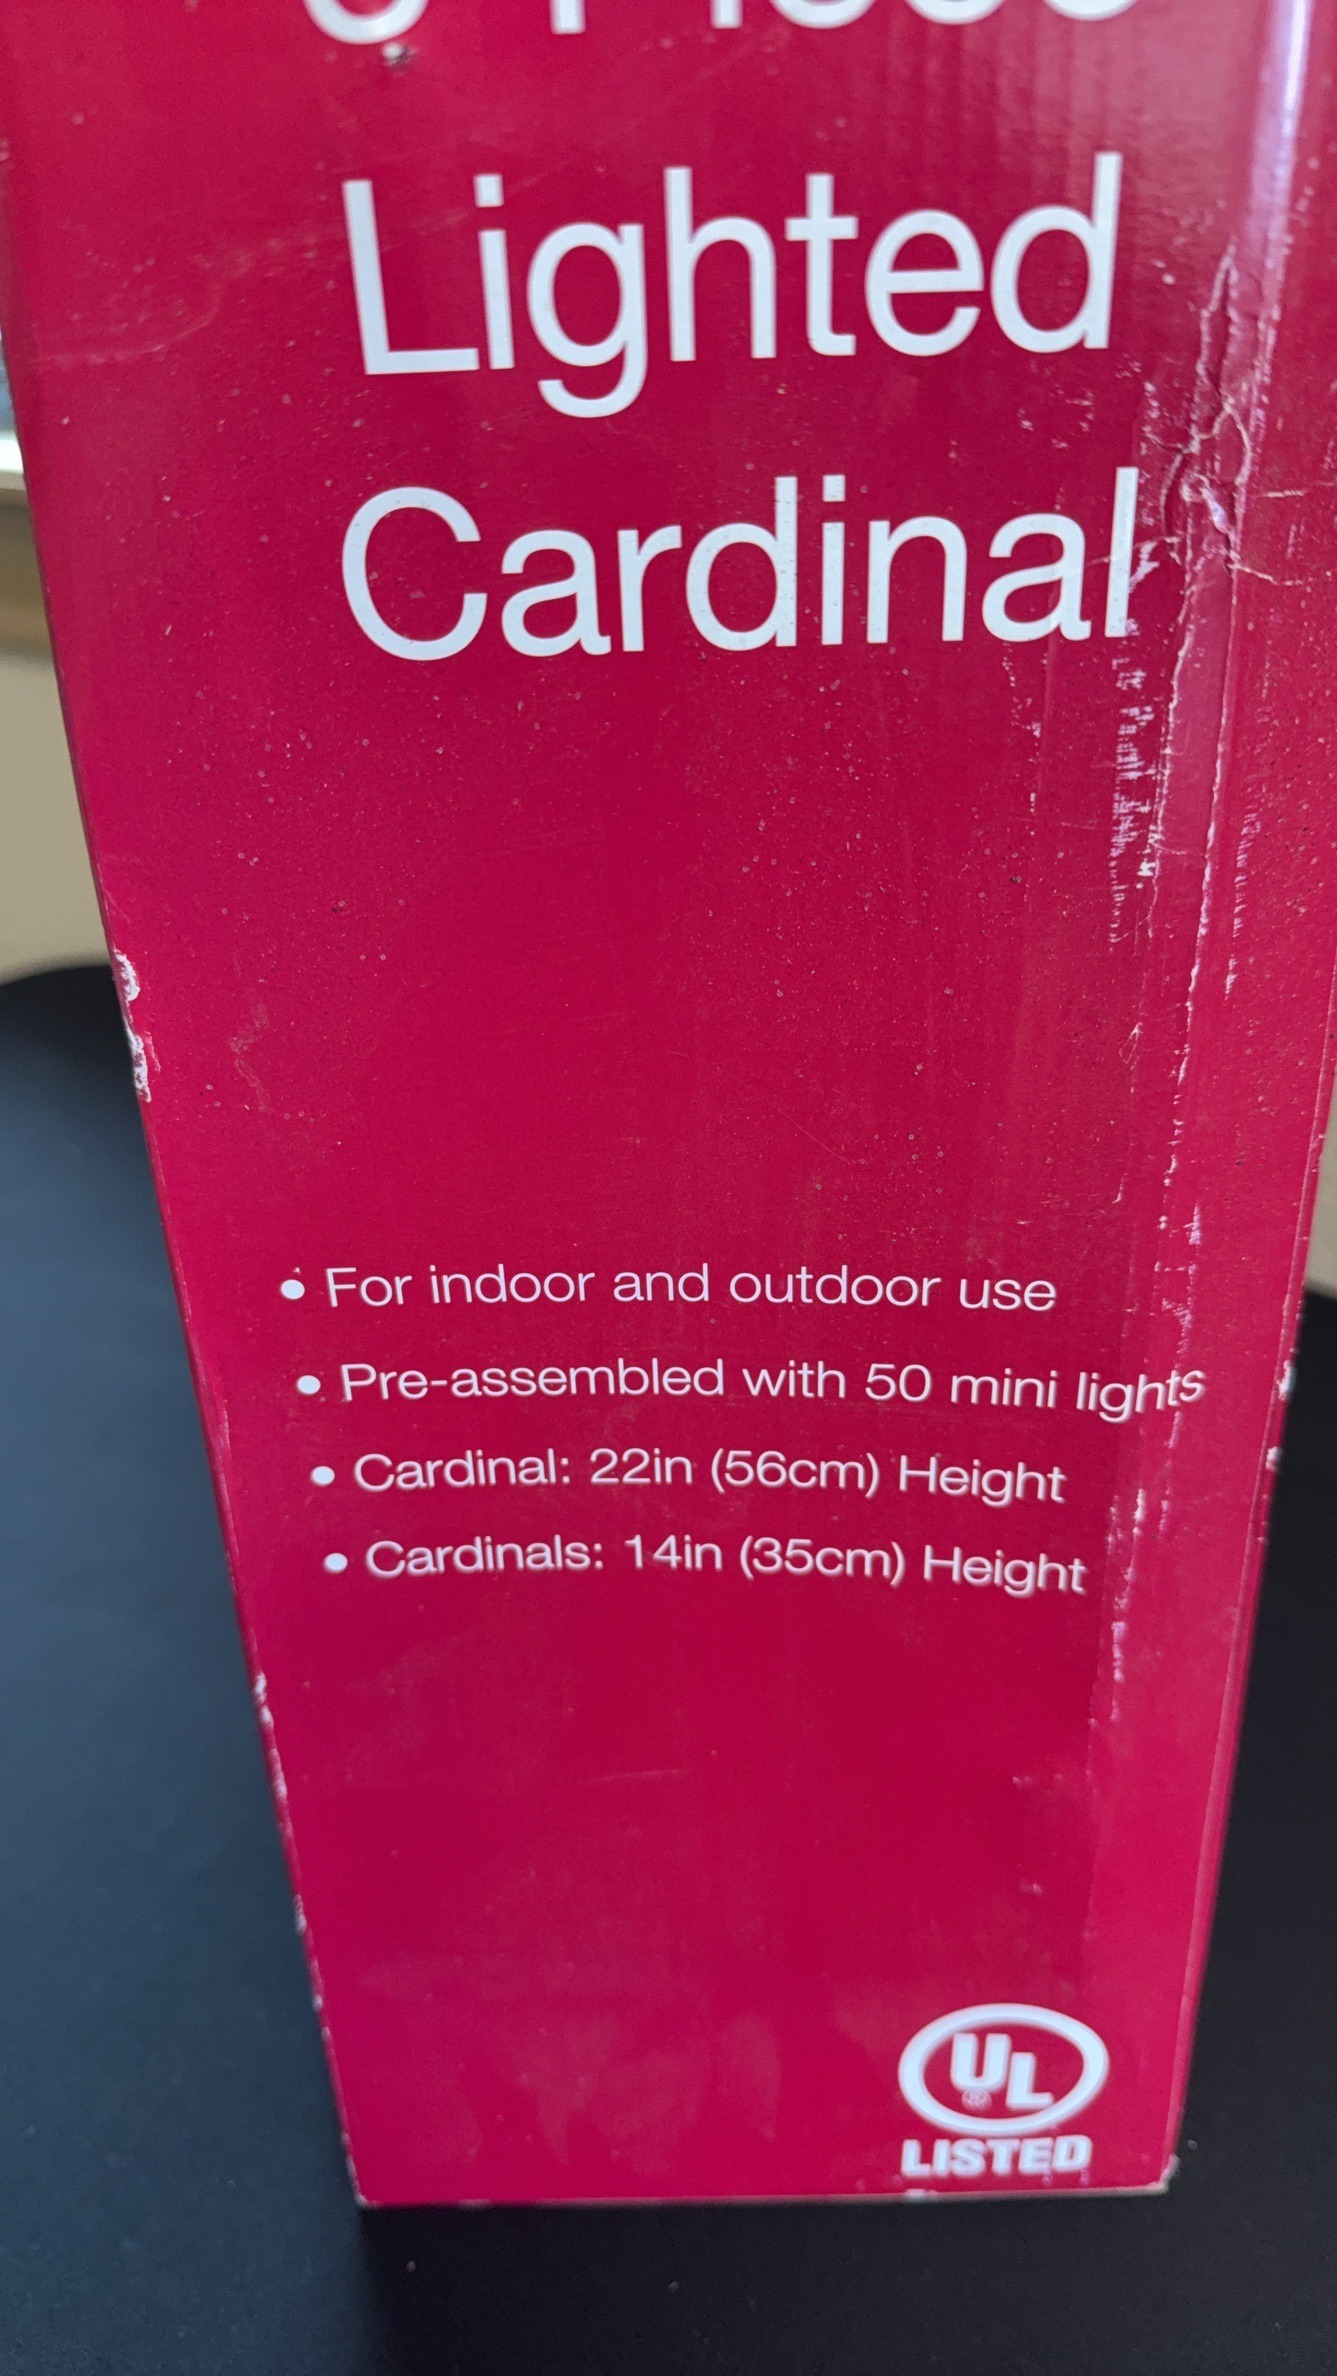 Lighted
Cardinal
• For indoor and outdoor use
• Pre-assembled with 50 mini lights
• Cardinal: 22in (56cm) Height
• Cardinals: 14in (35cm) Height
UL
®
LISTED